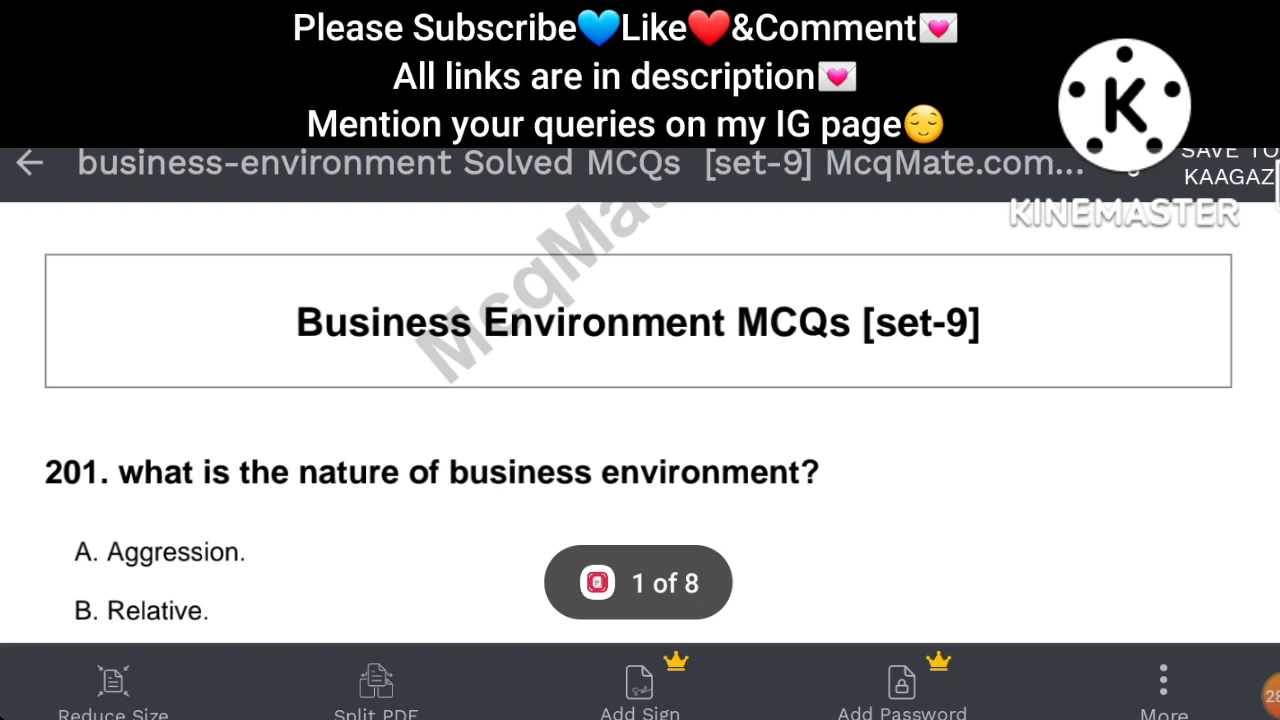 Please Subscribe💙Like❤️&Comment💌
All links are in description💌
Mention your queries on my IG page😌
K
business-environment Solved MCQs [set-9] McqMate.com...
SAVE TO
KAAGAZ
KINEMASTER
McqMat
Business Environment MCQs [set-9]
201. what is the nature of business environment?
A. Aggression.
1 of 8
B. Relative.
Reduce Size
Split PDF
Add Sign
Add Password
More
28